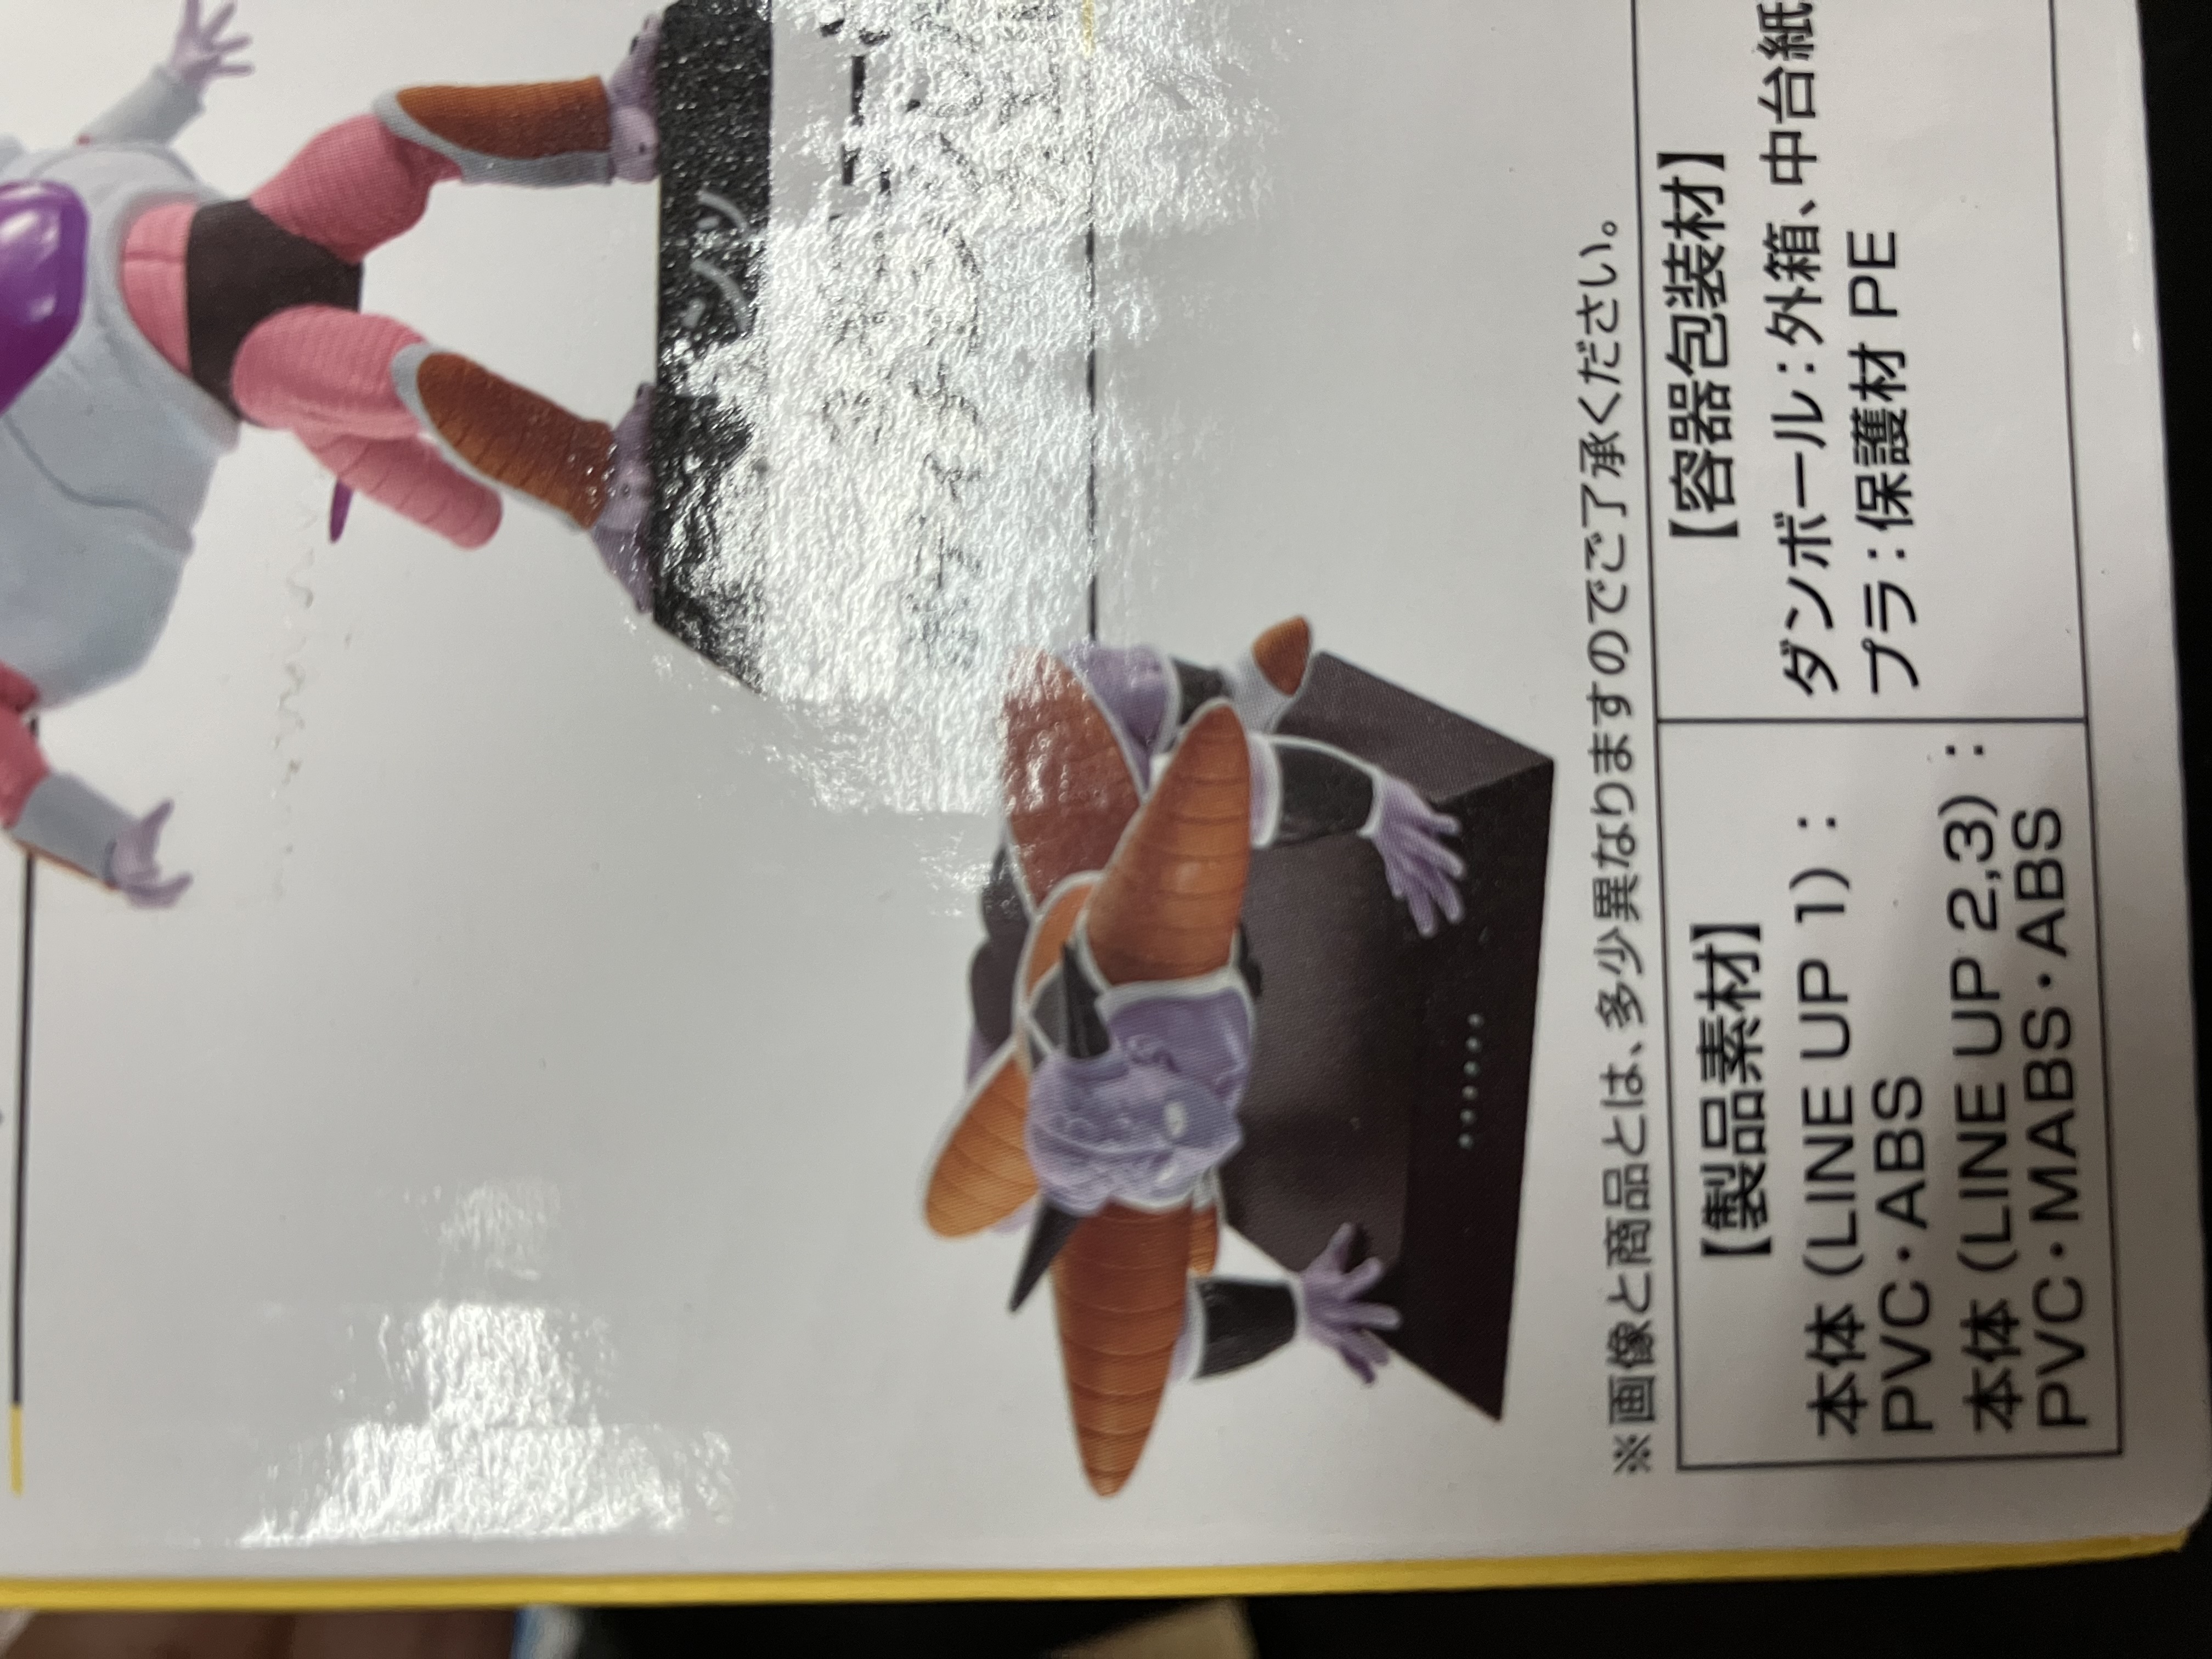 ※画像と商品とは、多少異なりますのでご了承ください。
【製品素材】
本体 (LINE UP 1) :
PVC・ABS
本体 (LINE UP 2,3) :
PVC・MABS・ABS
【容器包装材】
ダンボール : 外箱、中台紙
プラ : 保護材 PE